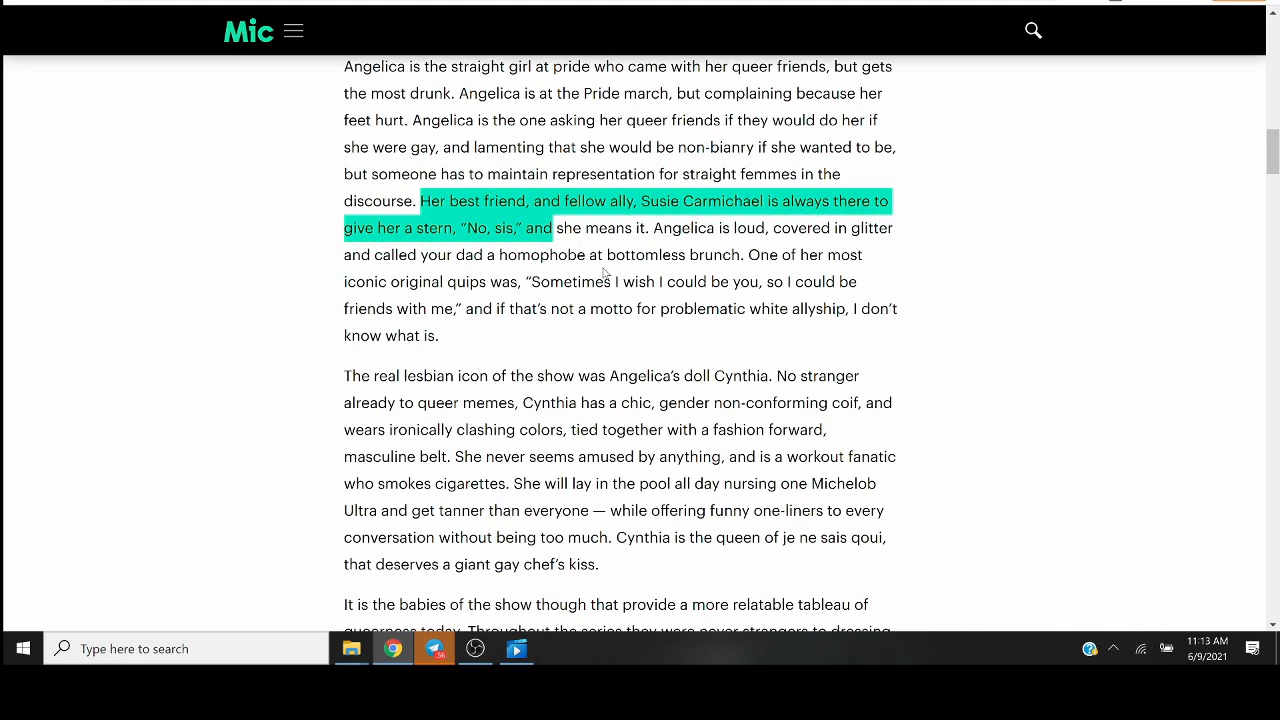 Mic
Angelica is the straight girl at pride who came with her queer friends, but gets
the most drunk. Angelica is at the Pride march, but complaining because her
feet hurt. Angelica is the one asking her queer friends if they would do her if
she were gay, and lamenting that she would be non-bianry if she wanted to be,
but someone has to maintain representation for straight femmes in the
discourse. Her best friend, and fellow ally, Susie Carmichael is always there to
give her a stern, “No, sis,” and she means it. Angelica is loud, covered in glitter
and called your dad a homophobe at bottomless brunch. One of her most
iconic original quips was, “Sometimes I wish I could be you, so I could be
friends with me,” and if that’s not a motto for problematic white allyship, I don’t
know what is.
The real lesbian icon of the show was Angelica’s doll Cynthia. No stranger
already to queer memes, Cynthia has a chic, gender non-conforming coif, and
wears ironically clashing colors, tied together with a fashion forward,
masculine belt. She never seems amused by anything, and is a workout fanatic
who smokes cigarettes. She will lay in the pool all day nursing one Michelob
Ultra and get tanner than everyone — while offering funny one-liners to every
conversation without being too much. Cynthia is the queen of je ne sais qoui,
that deserves a giant gay chef’s kiss.
It is the babies of the show though that provide a more relatable tableau of
queerness today. Throughout the series they were never strangers to dressing
Type here to search
56
11:13 AM
6/9/2021